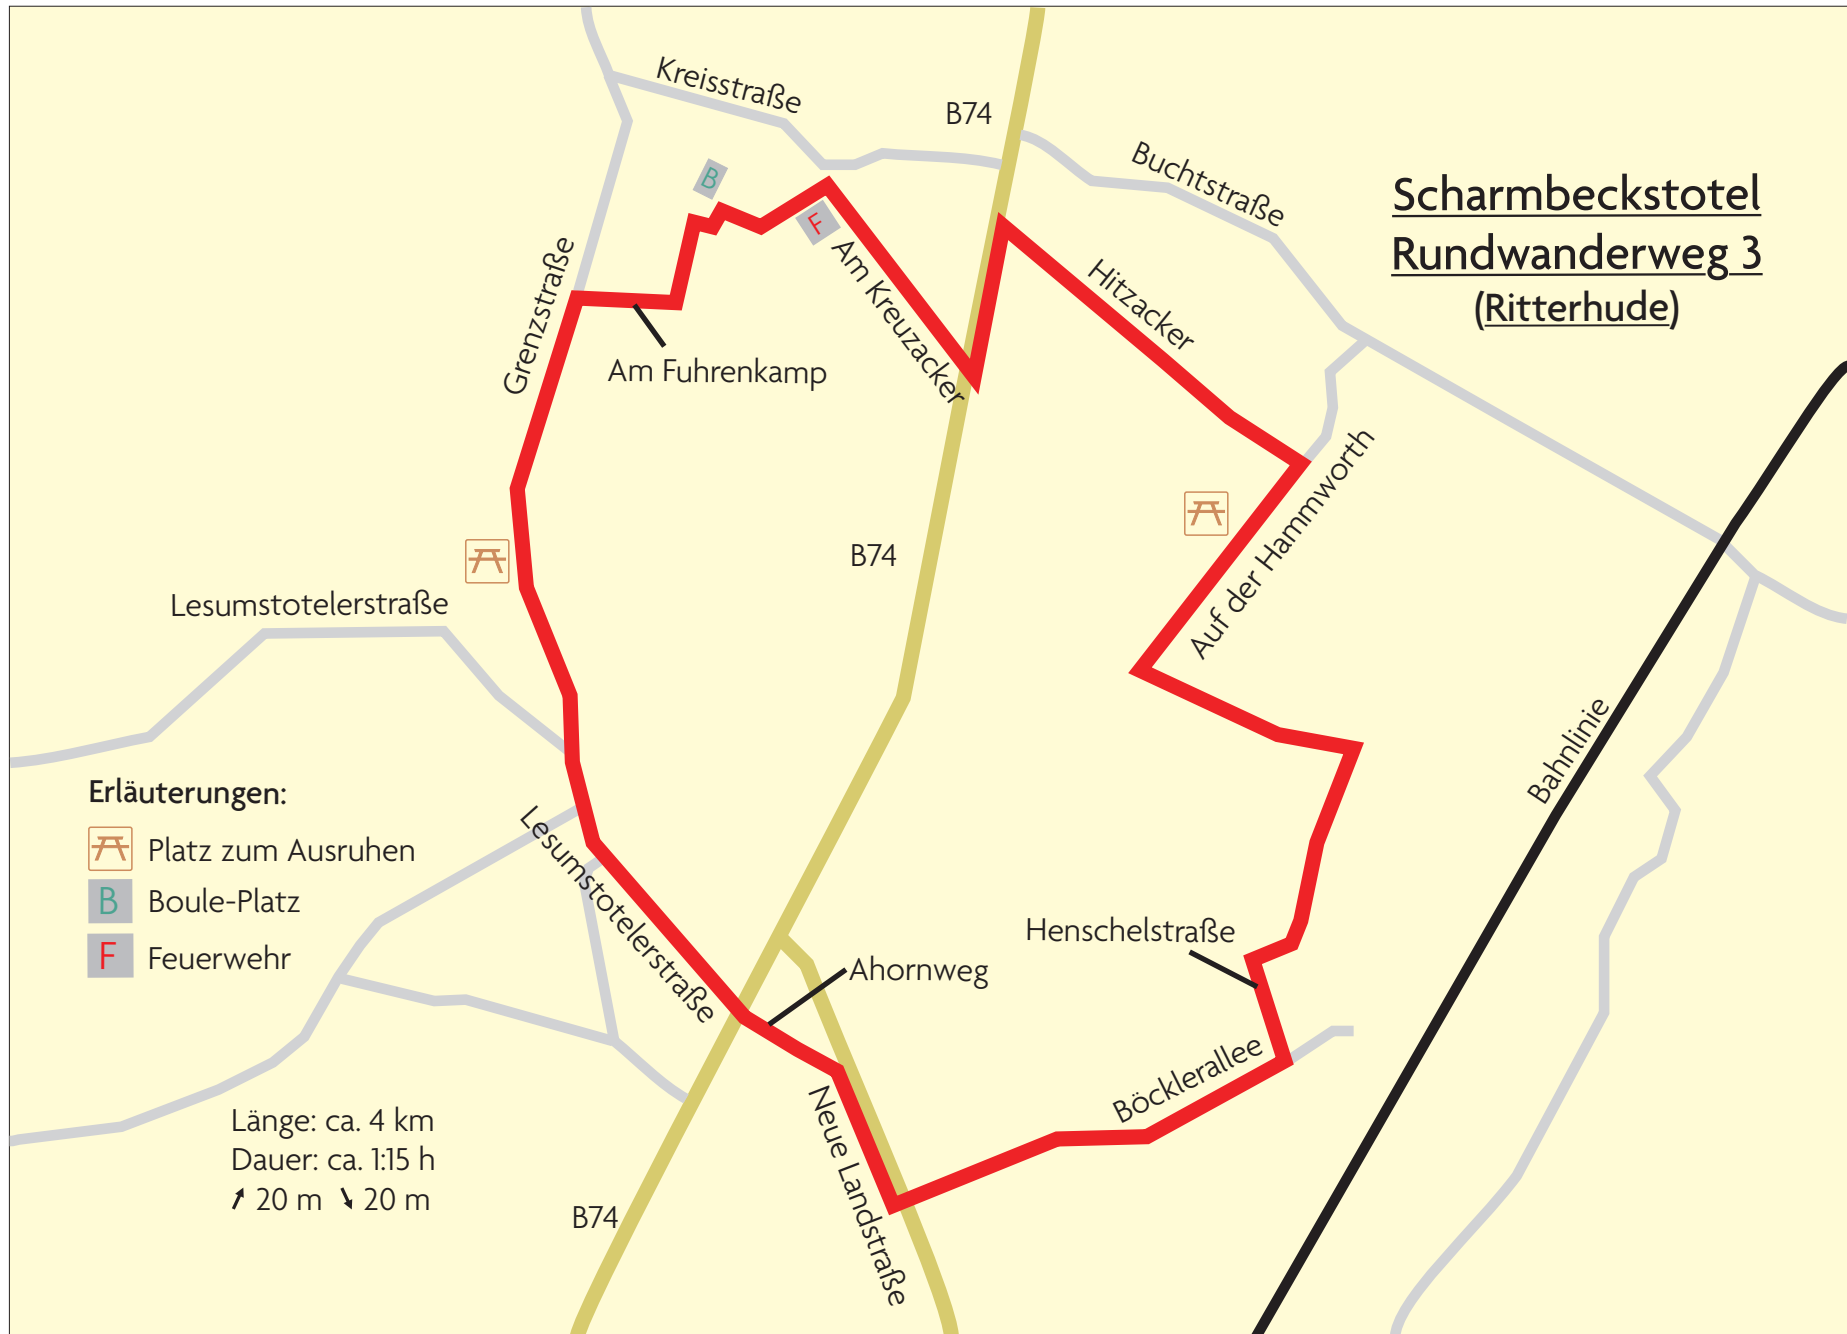 Kreisstraße
B74
Buchtstraße
Scharmbeckstotel
Rundwanderweg 3
(Ritterhude)
B
F
Am Kreuzacker
Hitzacker
Grenzstraße
Am Fuhrenkamp
Auf der Hammworth
B74
Lesumstotelerstraße
Bahnlinie
Erläuterungen:
Platz zum Ausruhen
B Boule-Platz
F Feuerwehr
Lesumstotelerstraße
Henschelstraße
Ahornweg
Böcklerallee
Neue Landstraße
Länge: ca. 4 km
Dauer: ca. 1:15 h
20 m 20 m
B74